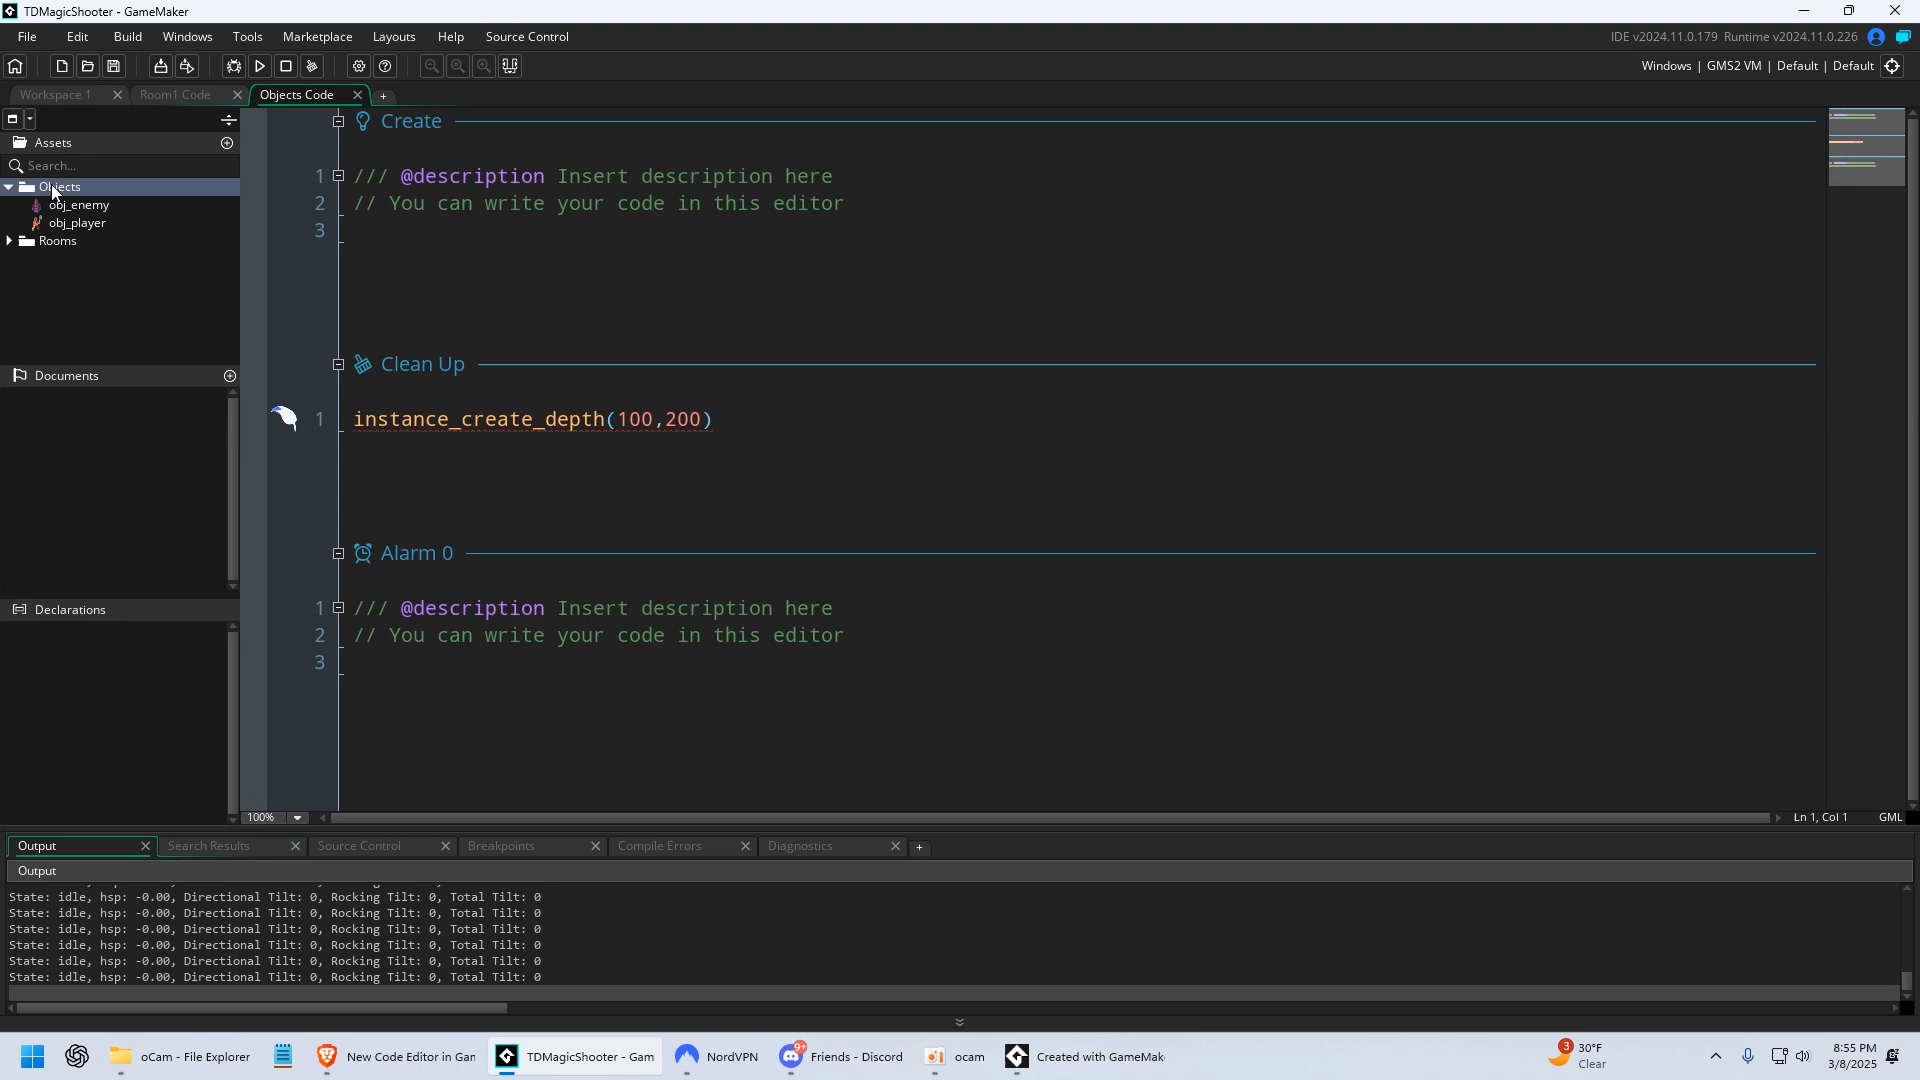 TDMagicShooter - GameMaker
File Edit Build Windows Tools Marketplace Layouts Help Source Control
IDE v2024.11.0.179 Runtime v2024.11.0.226
Windows | GMS2 VM | Default | Default
Workspace 1 Room1 Code Objects Code
Assets
Search...
Objects
obj_enemy
obj_player
Rooms
Documents
Declarations
Create
1 /// @description Insert description here
2 // You can write your code in this editor
3
Clean Up
1 instance_create_depth(100,200)
Alarm 0
1 /// @description Insert description here
2 // You can write your code in this editor
3
100%
Ln 1, Col 1 GML
Output Search Results Source Control Breakpoints Compile Errors Diagnostics
Output
State: idle, hsp: -0.00, Directional Tilt: 0, Rocking Tilt: 0, Total Tilt: 0
State: idle, hsp: -0.00, Directional Tilt: 0, Rocking Tilt: 0, Total Tilt: 0
State: idle, hsp: -0.00, Directional Tilt: 0, Rocking Tilt: 0, Total Tilt: 0
State: idle, hsp: -0.00, Directional Tilt: 0, Rocking Tilt: 0, Total Tilt: 0
State: idle, hsp: -0.00, Directional Tilt: 0, Rocking Tilt: 0, Total Tilt: 0
State: idle, hsp: -0.00, Directional Tilt: 0, Rocking Tilt: 0, Total Tilt: 0
oCam - File Explorer New Code Editor in Gan TDMagicShooter - Gam NordVPN 9+ Friends - Discord ocam Created with GameMak
3 30°F
Clear
8:55 PM
3/8/2025